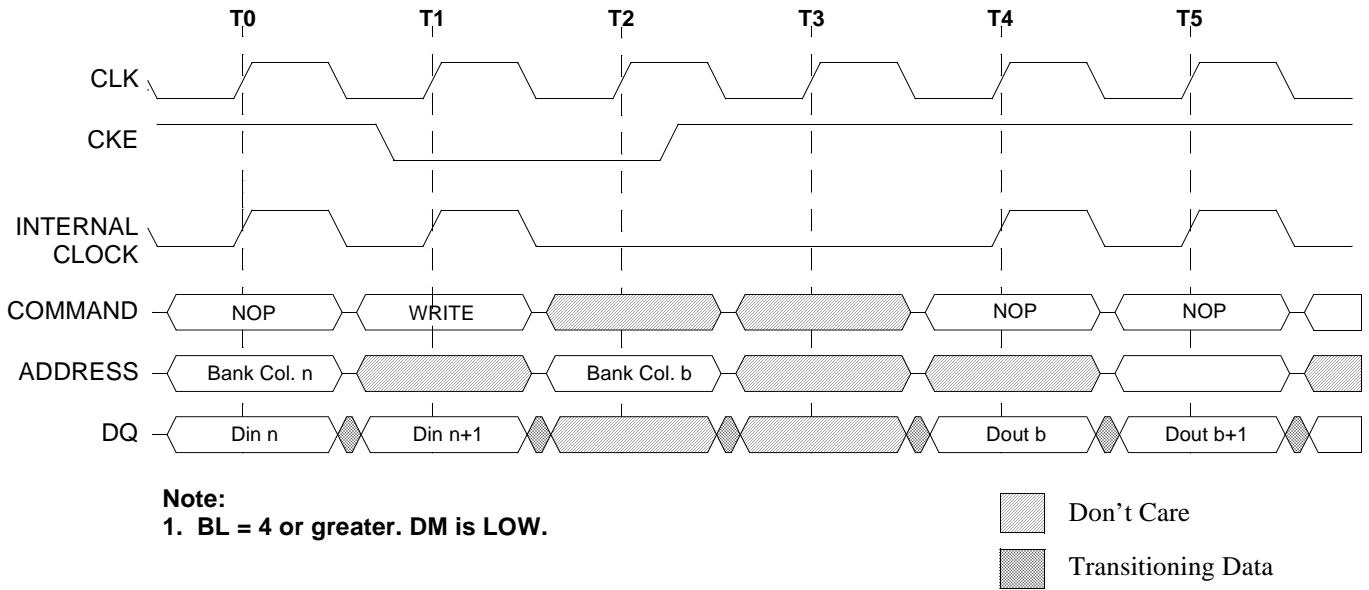 T0 T1 T2 T3 T4 T5
CLK
CKE
INTERNAL
CLOCK
COMMAND NOP WRITE NOP NOP
ADDRESS Bank Col. n Bank Col. b
DQ Din n Din n+1 Dout b Dout b+1
Note:
1. BL = 4 or greater. DM is LOW.
Don't Care
Transitioning Data